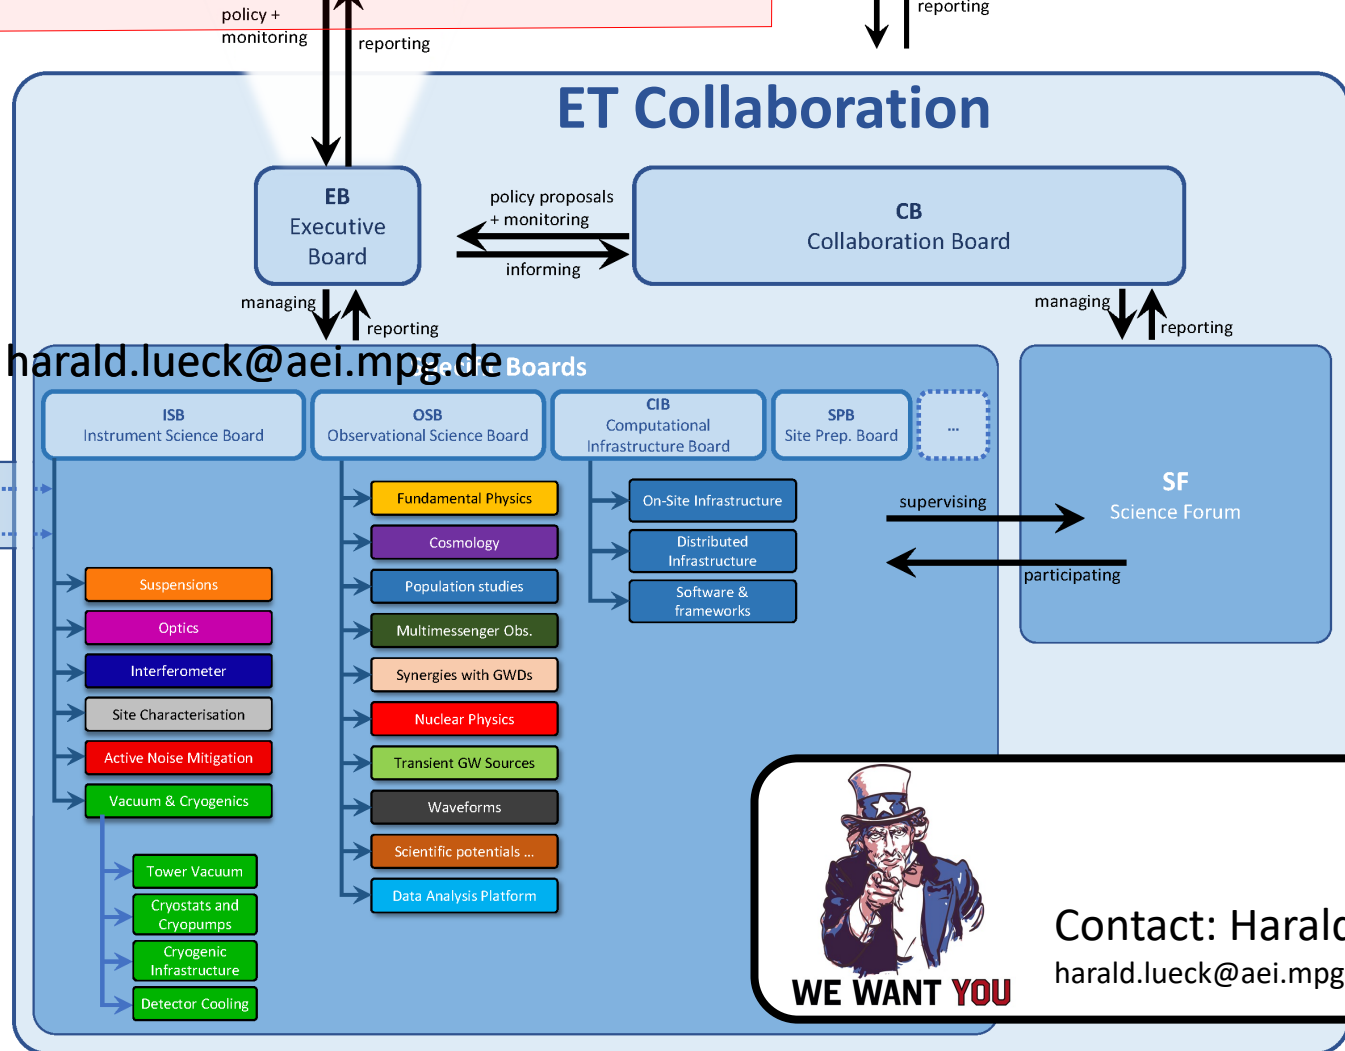 policy +
monitoring
reporting
reporting
ET Collaboration
EB
Executive
Board
policy proposals
+ monitoring
informing
CB
Collaboration Board
managing
reporting
managing
reporting
harald.lueck@aei.mpg.de
Boards
ISB
Instrument Science Board
OSB
Observational Science Board
CIB
Computational
Infrastructure Board
SPB
Site Prep. Board
...
Suspensions
Optics
Interferometer
Site Characterisation
Active Noise Mitigation
Vacuum & Cryogenics
Tower Vacuum
Cryostats and
Cryopumps
Cryogenic
Infrastructure
Detector Cooling
Fundamental Physics
Cosmology
Population studies
Multimessenger Obs.
Synergies with GWDs
Nuclear Physics
Transient GW Sources
Waveforms
Scientific potentials ...
Data Analysis Platform
On-Site Infrastructure
Distributed
Infrastructure
Software &
frameworks
supervising
participating
SF
Science Forum
WE WANT YOU
Contact: Harald
harald.lueck@aei.mpg